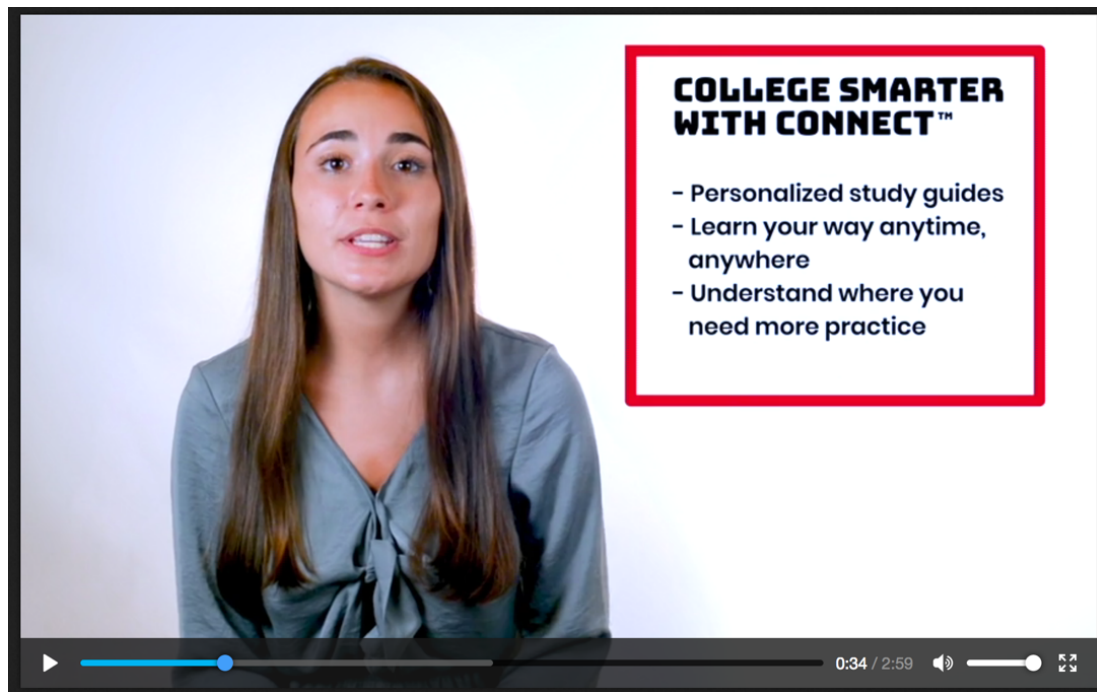 COLLEGE SMARTER
WITH CONNECT™
- Personalized study guides
- Learn your way anytime,
anywhere
- Understand where you
need more practice
0:34 / 2:59